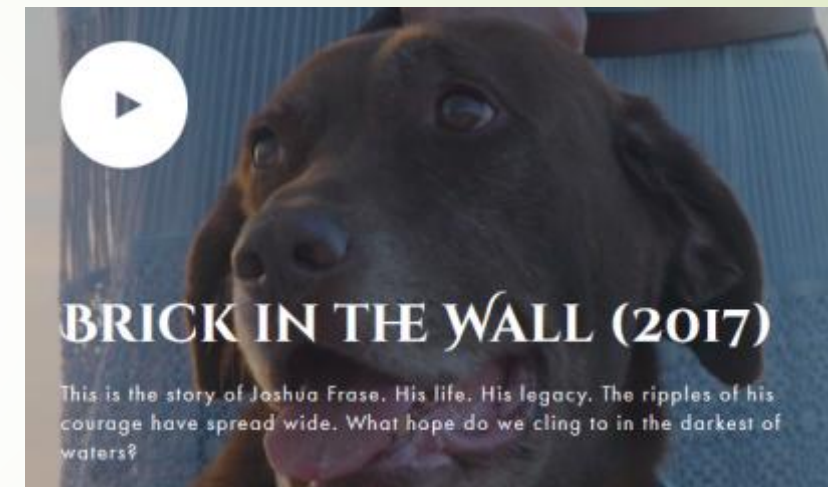 Brick in the Wall (2017)
This is the story of Joshua Frase. His life. His legacy. The ripples of his
courage have spread wide. What hope do we cling to in the darkest of
waters?